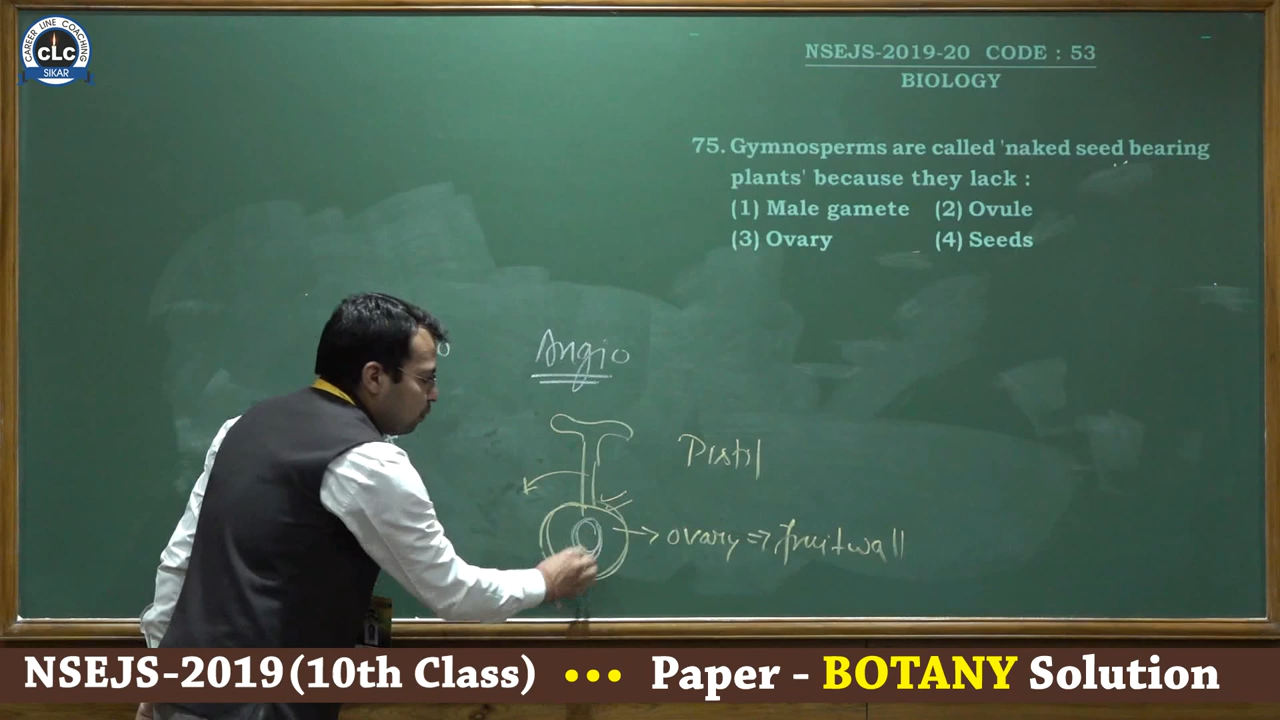 CAREER LINE COACHING
CLC
SIKAR
NSEJS-2019-20 CODE : 53
BIOLOGY
75. Gymnosperms are called 'naked seed bearing
plants' because they lack :
(1) Male gamete (2) Ovule
(3) Ovary (4) Seeds
Angio
Pistil
ovary => fruit wall
NSEJS-2019(10th Class) ••• Paper - BOTANY Solution